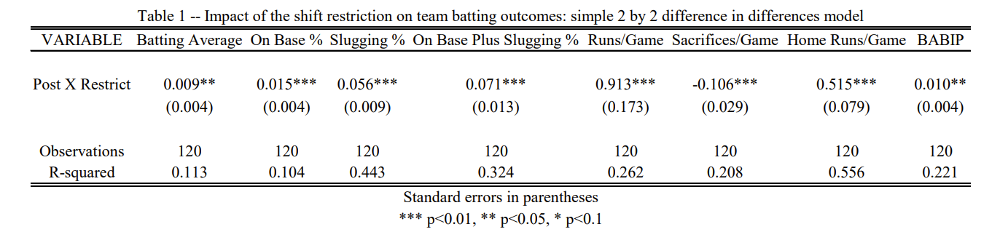 Table 1 -- Impact of the shift restriction on team batting outcomes: simple 2 by 2 difference in differences model
VARIABLE Batting Average On Base % Slugging % On Base Plus Slugging % Runs/Game Sacrifices/Game Home Runs/Game BABIP
Post X Restrict 0.009** 0.015*** 0.056*** 0.071*** 0.913*** -0.106*** 0.515*** 0.010**
(0.004) (0.004) (0.009) (0.013) (0.173) (0.029) (0.079) (0.004)
Observations 120 120 120 120 120 120 120 120
R-squared 0.113 0.104 0.443 0.324 0.262 0.208 0.556 0.221
Standard errors in parentheses
*** p<0.01, ** p<0.05, * p<0.1